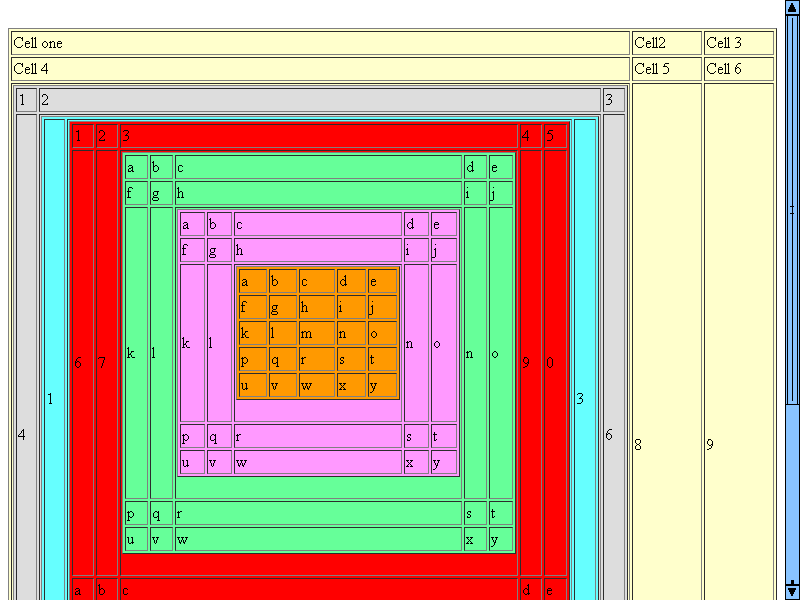 Cell one Cell2 Cell 3
Cell 4 Cell 5 Cell 6
1 2 3
1 2 3 4 5
a b c d e
f g h i j
a b c d e
f g h i j
a b c d e
f g h i j
k l m n o
p q r s t
u v w x y
k l n o
k l n o
6 7 9 0
1 3
p q r s t
4 6
8 9
u v w x y
p q r s t
u v w x y
a b c d e